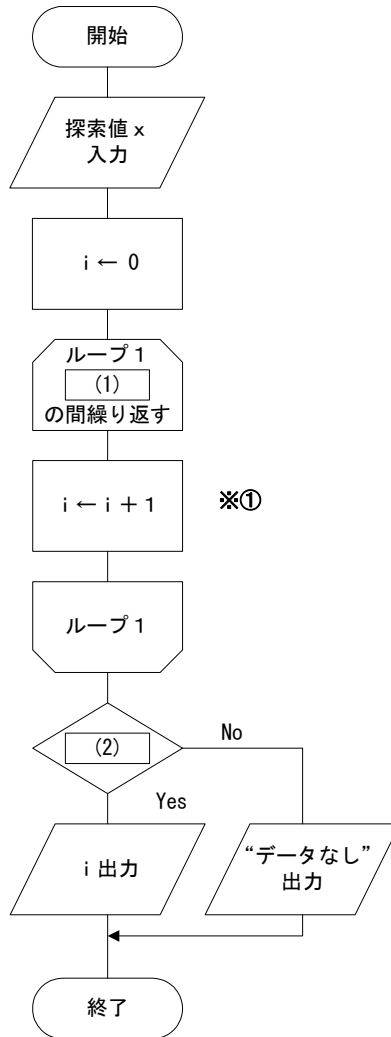 開始
探索値 x
入力
i ← 0
ループ 1
(1)
の間繰り返す
i ← i + 1
※①
ループ 1
(2)
No
Yes
i 出力
“データなし”
出力
終了